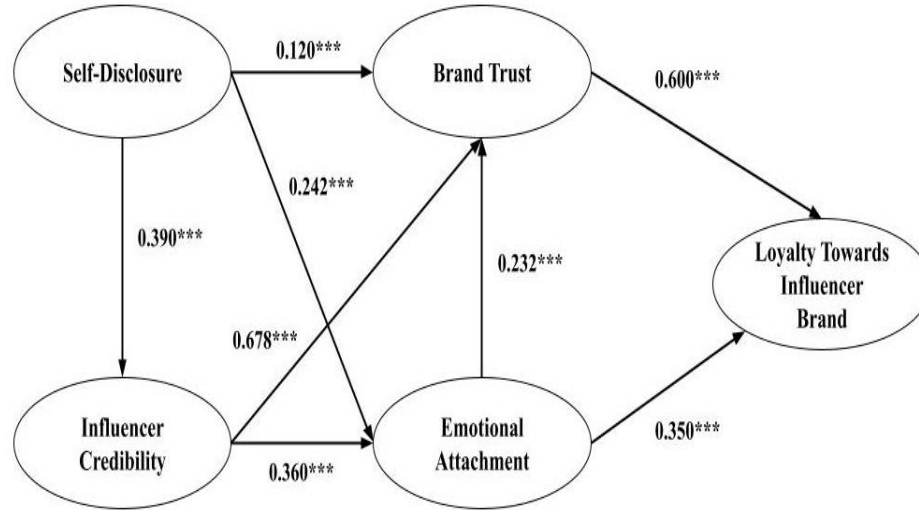 Self-Disclosure
0.120***
Brand Trust
0.600***
0.242***
0.390***
0.232***
Loyalty Towards
Influencer
Brand
0.678***
Influencer
Credibility
0.360***
Emotional
Attachment
0.350***